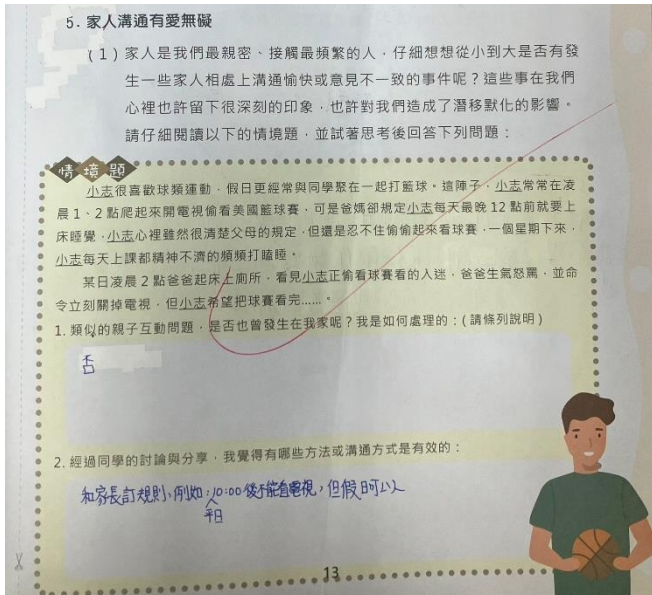 5. 家人溝通有愛無礙
（1）家人是我們最親密、接觸最頻繁的人，仔細想想從小到大是否有發
生一些家人相處上溝通愉快或意見不一致的事件呢？這些事在我們
心裡也許留下很深刻的印象，也許對我們造成了潛移默化的影響。
請仔細閱讀以下的情境題，並試著思考後回答下列問題：
情境題
小志很喜歡球類運動，假日更經常與同學聚在一起打籃球。這陣子，小志常常在凌
晨1、2點爬起來開電視偷看美國籃球賽，可是爸媽卻規定小志每天最晚12點前就要上
床睡覺，小志心裡雖然很清楚父母的規定，但還是忍不住偷偷起來看球賽，一個星期下來，
小志每天上課都精神不濟的頻頻打瞌睡。
某日凌晨2點爸爸起床上廁所，看見小志正偷看球賽看的入迷，爸爸生氣怒罵，並命
令立刻關掉電視，但小志希望把球賽看完……。
1. 類似的親子互動問題，是否也曾發生在我家呢？我是如何處理的：（請條列說明）
否
2. 經過同學的討論與分享，我覺得有哪些方法或溝通方式是有效的：
和家長訂規則，例如：10:00後不能看電視，但假日可以
平日
13